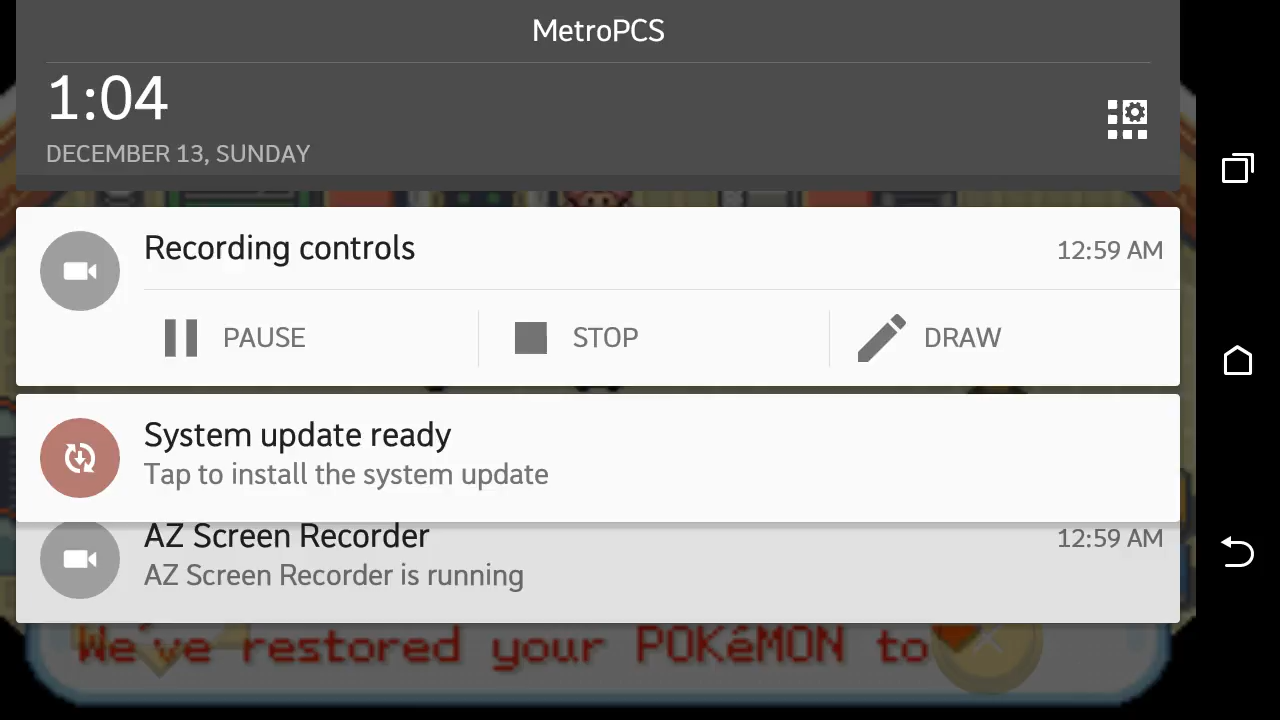 MetroPCS
1:04
DECEMBER 13, SUNDAY
Recording controls 12:59 AM
PAUSE STOP DRAW
System update ready
Tap to install the system update
AZ Screen Recorder 12:59 AM
AZ Screen Recorder is running
We've restored your POKéMON to